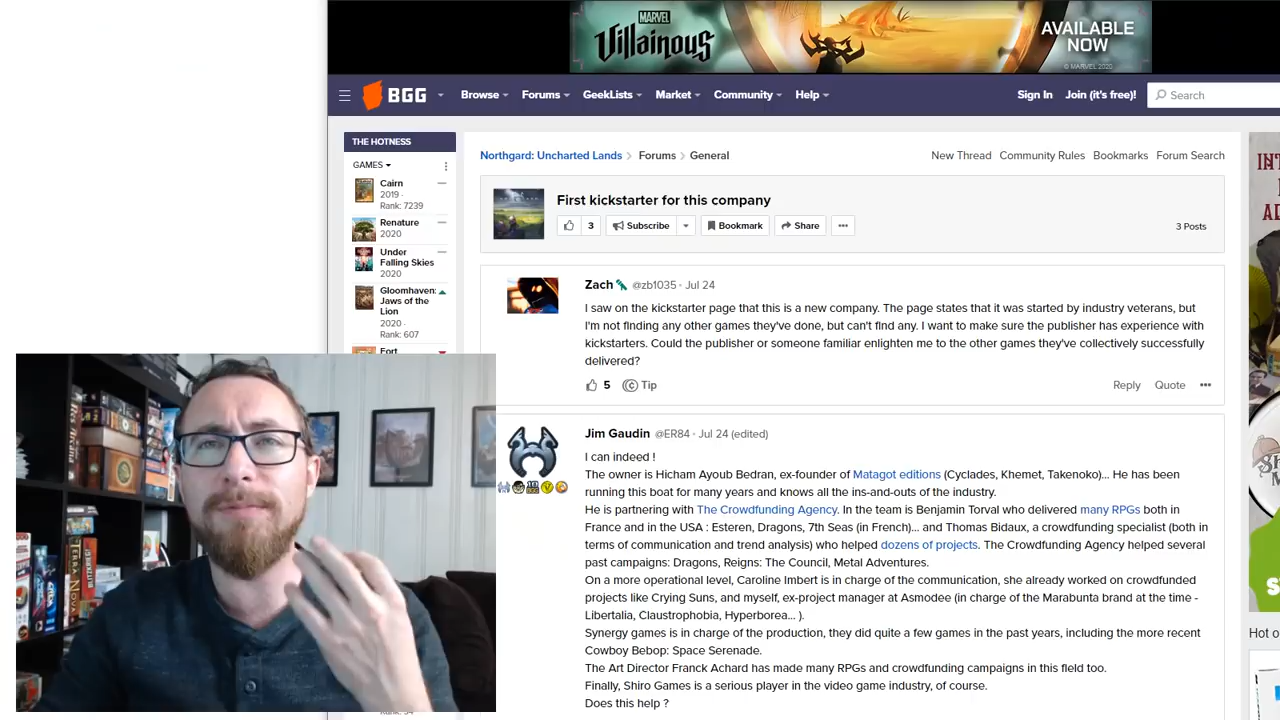 MARVEL
Villainous
AVAILABLE
NOW
© MARVEL 2020
BGG
Browse
Forums
GeekLists
Market
Community
Help
Sign In
Join (it's free!)
Search
THE HOTNESS
GAMES
Cairn
2019 ·
Rank: 7239
Renature
2020
Under
Falling Skies
2020
Gloomhaven:
Jaws of the
Lion
2020 ·
Rank: 607
Fort
Northgard: Uncharted Lands
Forums
General
New Thread
Community Rules
Bookmarks
Forum Search
First kickstarter for this company
3
Subscribe
Bookmark
Share
3 Posts
Zach @zb1035 · Jul 24
I saw on the kickstarter page that this is a new company. The page states that it was started by industry veterans, but
I'm not finding any other games they've done, but can't find any. I want to make sure the publisher has experience with
kickstarters. Could the publisher or someone familiar enlighten me to the other games they've colectively successfully
delivered?
5
Tip
Reply
Quote
Jim Gaudin @ER84 · Jul 24 (edited)
I can indeed !
The owner is Hicham Ayoub Bedran, ex-founder of Matagot editions (Cyclades, Khemet, Takenoko)... He has been
running this boat for many years and knows all the ins-and-outs of the industry.
He is partnering with The Crowdfunding Agency. In the team is Benjamin Torval who delivered many RPGs both in
France and in the USA : Esteren, Dragons, 7th Seas (in French)... and Thomas Bidaux, a crowdfunding specialist (both in
terms of communication and trend analysis) who helped dozens of projects. The Crowdfunding Agency helped several
past campaigns: Dragons, Reigns: The Council, Metal Adventures.
On a more operational level, Caroline Imbert is in charge of the communication, she already worked on crowdfunded
projects like Crying Suns, and myself, ex-project manager at Asmodee (in charge of the Marabunta brand at the time -
Libertalia, Claustrophobia, Hyperborea... ).
Synergy games is in charge of the production, they did quite a few games in the past years, including the more recent
Cowboy Bebop: Space Serenade.
The Art Director Franck Achard has made many RPGs and crowdfunding campaigns in this field too.
Finally, Shiro Games is a serious player in the video game industry, of course.
Does this help ?
Hot o
TERRA NOVA
BLITZKRIEG